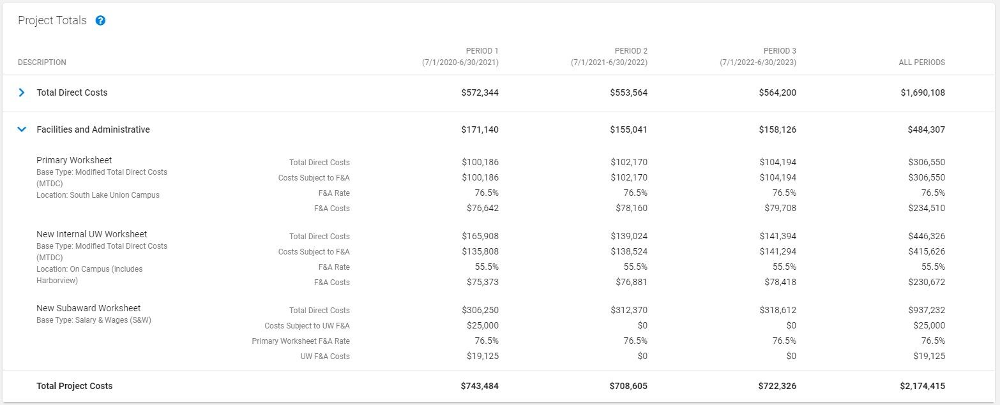 Project Totals ?
DESCRIPTION PERIOD 1 (7/1/2020-6/30/2021) PERIOD 2 (7/1/2021-6/30/2022) PERIOD 3 (7/1/2022-6/30/2023) ALL PERIODS
Total Direct Costs $572,344 $553,564 $564,200 $1,690,108
Facilities and Administrative $171,140 $155,041 $158,126 $484,307
Primary Worksheet
Base Type: Modified Total Direct Costs
(MTDC)
Location: South Lake Union Campus
Total Direct Costs $100,186 $102,170 $104,194 $306,550
Costs Subject to F&A $100,186 $102,170 $104,194 $306,550
F&A Rate 76.5% 76.5% 76.5% 76.5%
F&A Costs $76,642 $78,160 $79,708 $234,510
New Internal UW Worksheet
Base Type: Modified Total Direct Costs
(MTDC)
Location: On Campus (includes
Harborview)
Total Direct Costs $165,908 $139,024 $141,394 $446,326
Costs Subject to F&A $135,808 $138,524 $141,294 $415,626
F&A Rate 55.5% 55.5% 55.5% 55.5%
F&A Costs $75,373 $76,881 $78,418 $230,672
New Subaward Worksheet
Base Type: Salary & Wages (S&W)
Total Direct Costs $306,250 $312,370 $318,612 $937,232
Costs Subject to UW F&A $25,000 $0 $0 $25,000
Primary Worksheet F&A Rate 76.5% 76.5% 76.5% 76.5%
UW F&A Costs $19,125 $0 $0 $19,125
Total Project Costs $743,484 $708,605 $722,326 $2,174,415